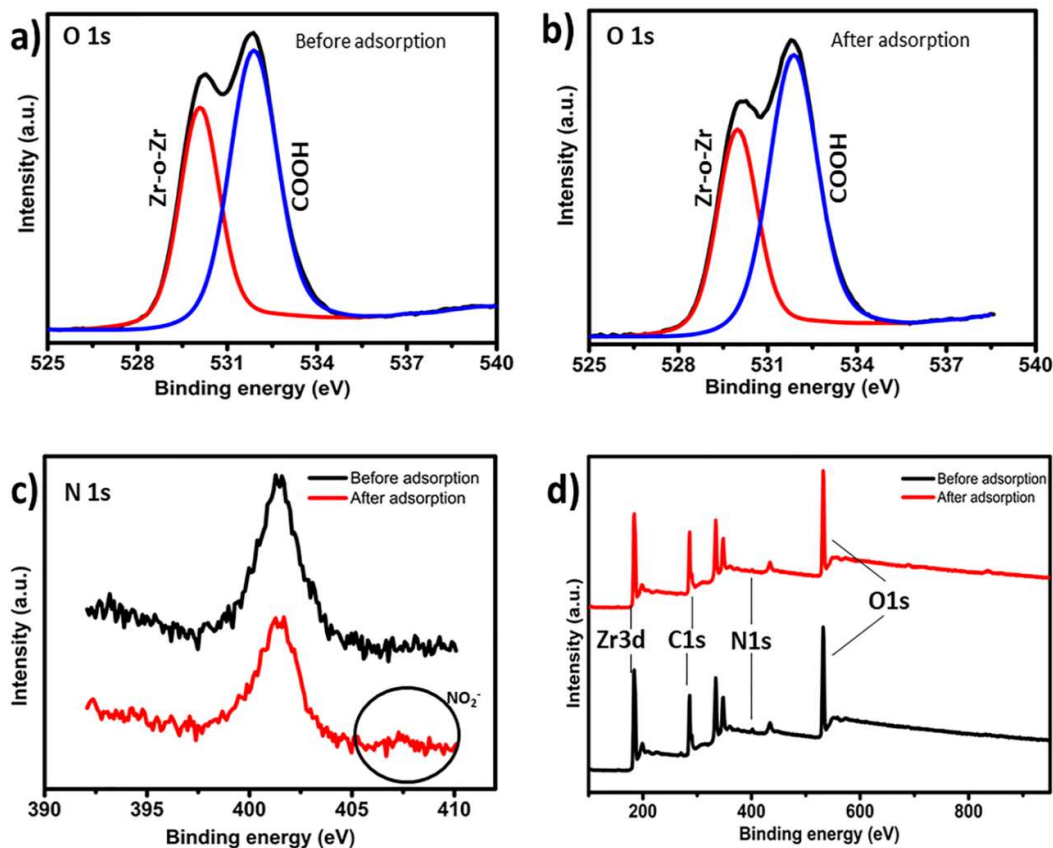 a)
O 1s
Before adsorption
Zr-o-Zr
COOH
Intensity (a.u.)
525 528 531 534 537 540
Binding energy (eV)
b)
O 1s
After adsorption
Zr-o-Zr
COOH
Intensity (a.u.)
525 528 531 534 537 540
Binding energy (eV)
c)
N 1s
Before adsorption
After adsorption
NO₂⁻
Intensity (a.u.)
390 395 400 405 410
Binding energy (eV)
d)
Before adsorption
After adsorption
Zr3d
C1s
N1s
O1s
Intensity (a.u.)
200 400 600 800
Binding energy (eV)